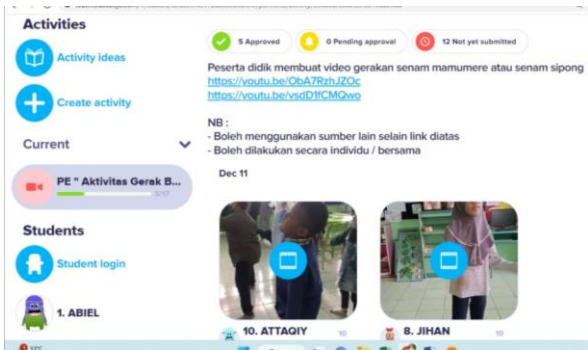 Activities
Activity ideas
Create activity
Current
PE " Aktivitas Gerak B...
5/17
Students
Student login
1. ABIEL
5 Approved
0 Pending approval
12 Not yet submitted
Peserta didik membuat video gerakan senam mamumere atau senam sipong
https://youtu.be/ObA7RzhJZOc
https://youtu.be/vsdD1fCMQwo
NB :
- Boleh menggunakan sumber lain selain link diatas
- Boleh dilakukan secara individu / bersama
Dec 11
10. ATTAQIY
8. JIHAN